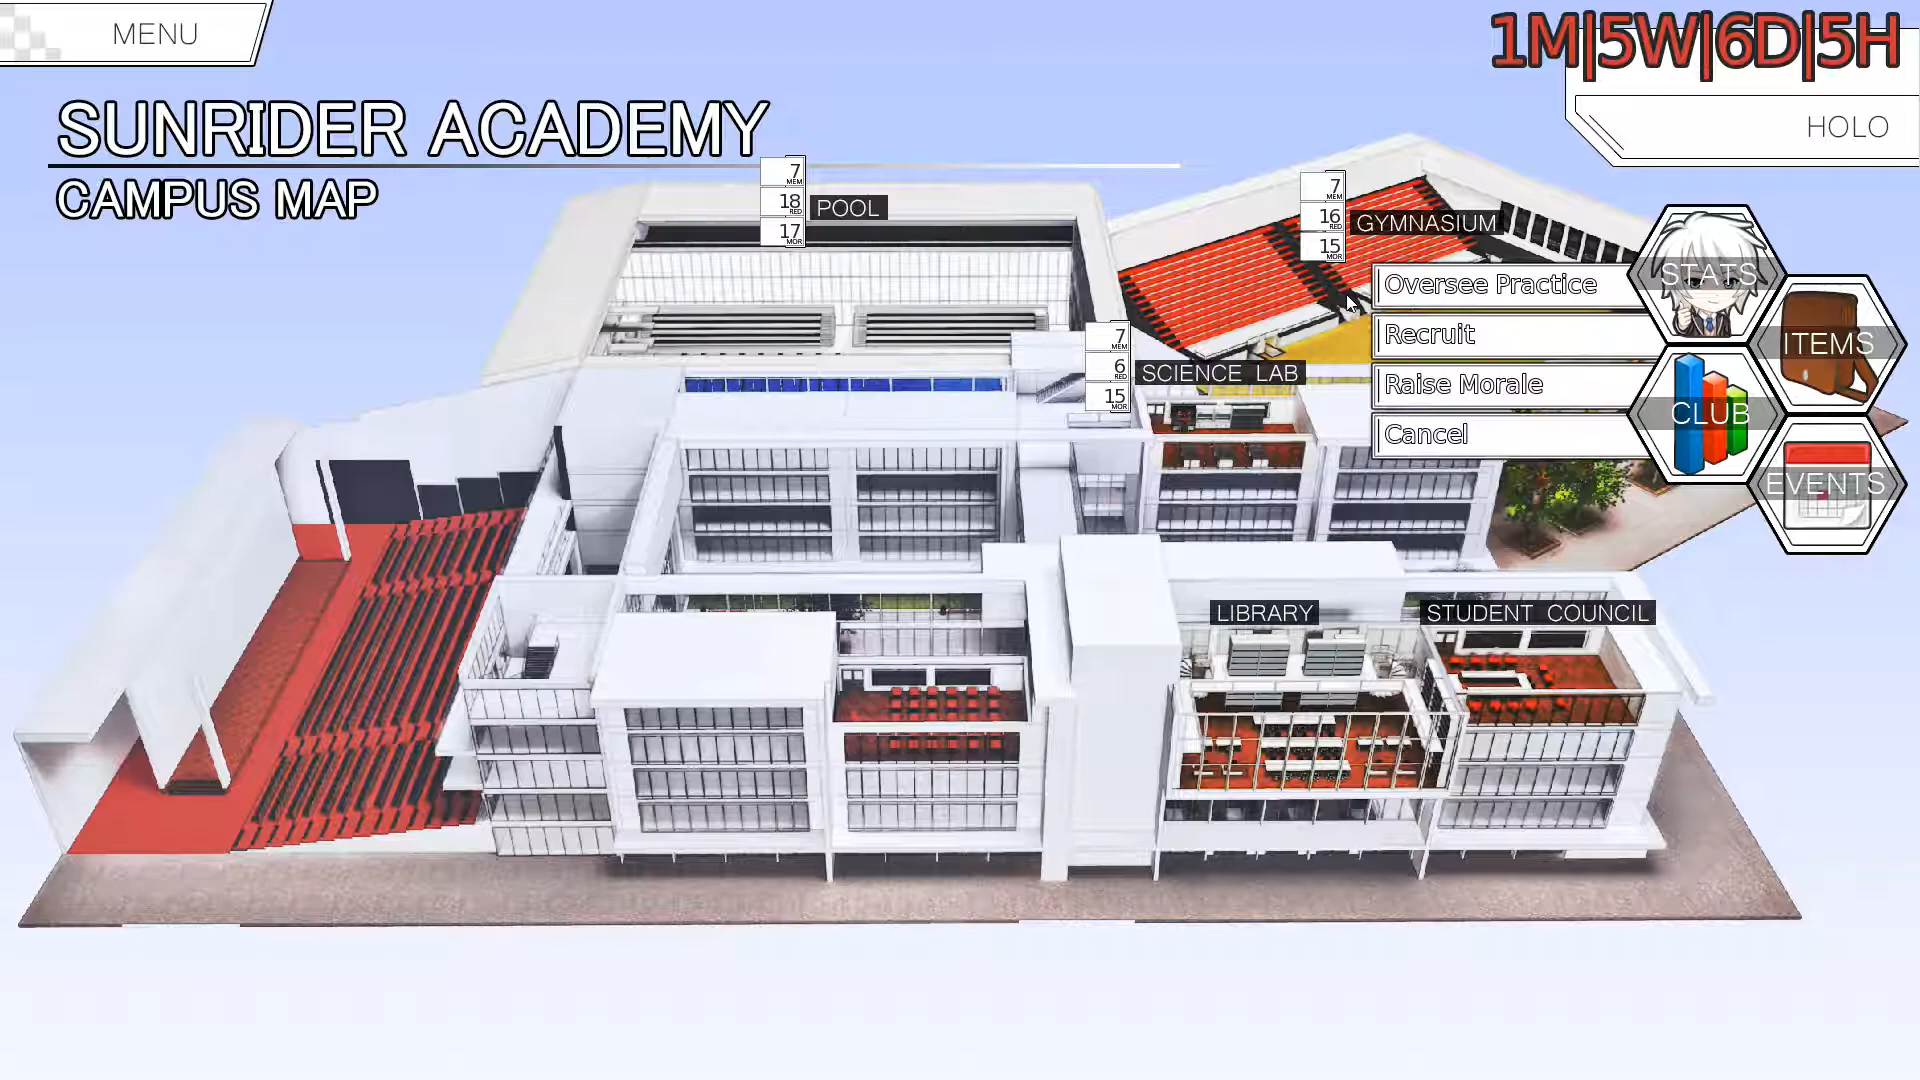 MENU
1M|5W|6D|5H
HOLO
SUNRIDER ACADEMY
CAMPUS MAP
7
MEM
18
RED
17
MOR
POOL
7
MEM
16
RED
15
MOR
GYMNASIUM
Oversee Practice
Recruit
Raise Morale
Cancel
STATS
ITEMS
CLUB
EVENTS
7
MEM
6
RED
15
MOR
SCIENCE LAB
LIBRARY
STUDENT COUNCIL